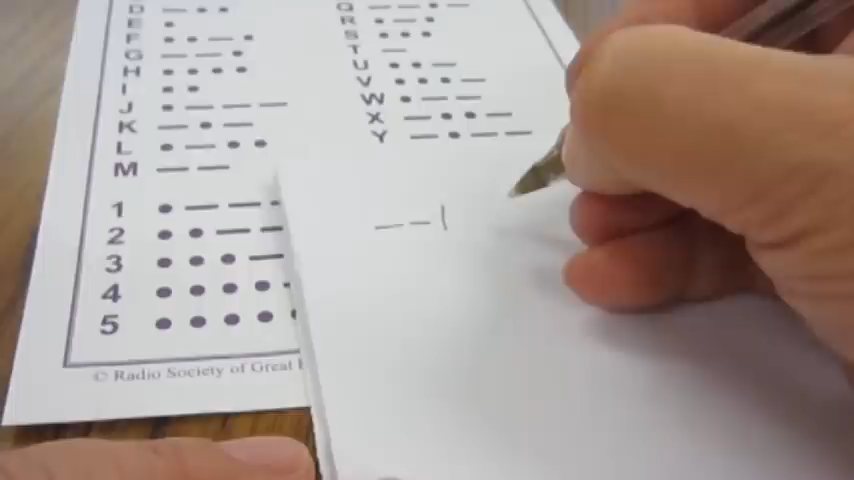 D — • •
E •
F • • — •
G — — •
H • • • •
I • •
J • — — —
K — • —
L • — • •
M — —
1 • — —
2 • • — —
3 • • • —
4 • • • •
5 • • • •
© Radio Society of Great
Q — — • —
R • — •
S • • •
T —
U • • —
V • • • —
W • — —
X — • • —
Y — • — —
— — |